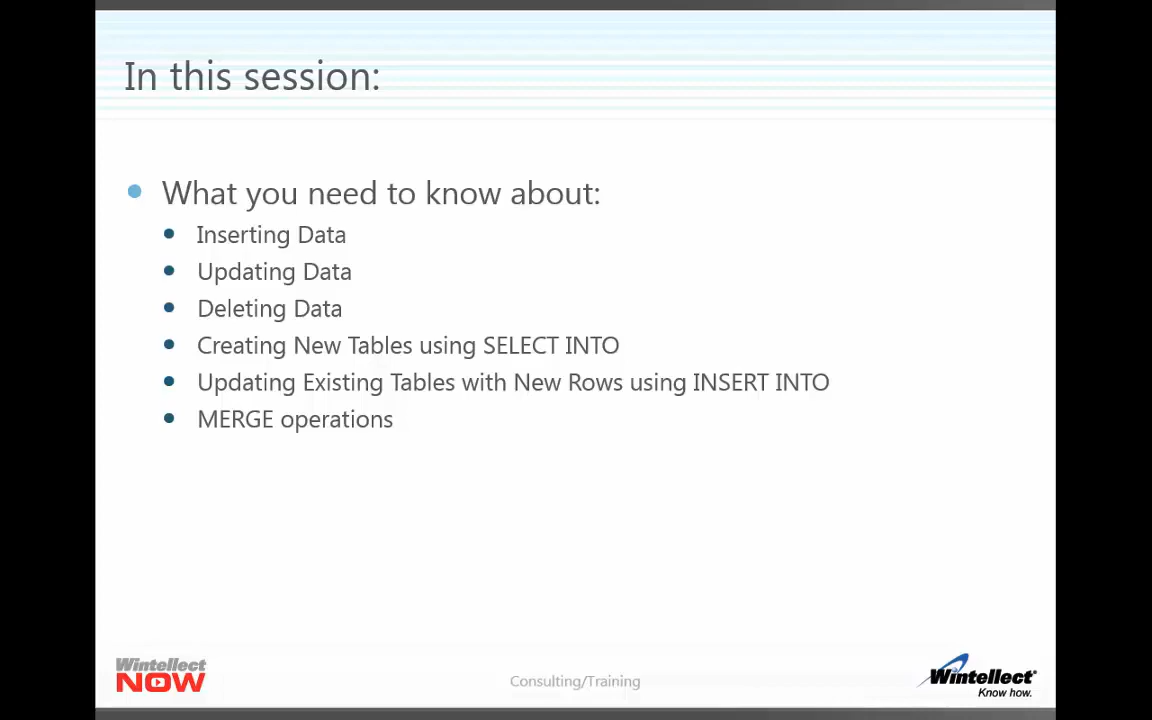 In this session:
What you need to know about:
Inserting Data
Updating Data
Deleting Data
Creating New Tables using SELECT INTO
Updating Existing Tables with New Rows using INSERT INTO
MERGE operations
Wintellect
NOW
Consulting/Training
Wintellect
Know how.